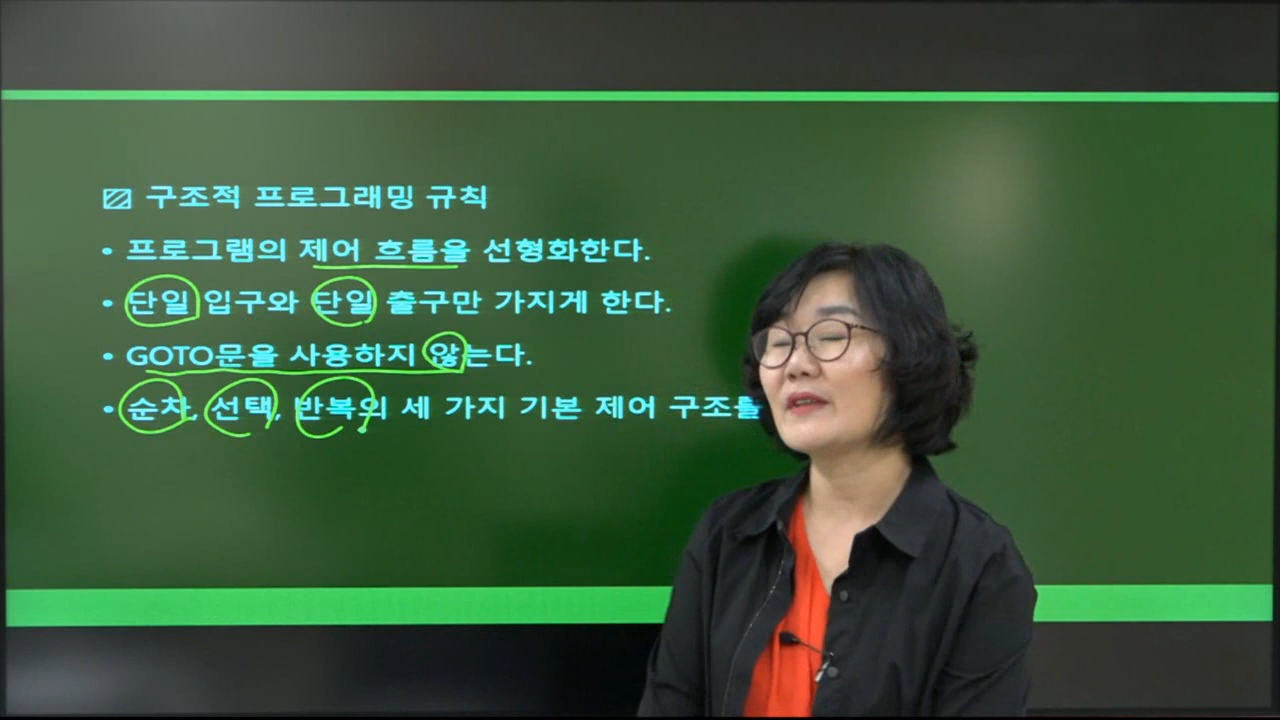 구조적 프로그래밍 규칙
• 프로그램의 제어 흐름을 선형화한다.
• 단일 입구와 단일 출구만 가지게 한다.
• GOTO문을 사용하지 않는다.
• 순차, 선택, 반복의 세 가지 기본 제어 구조를